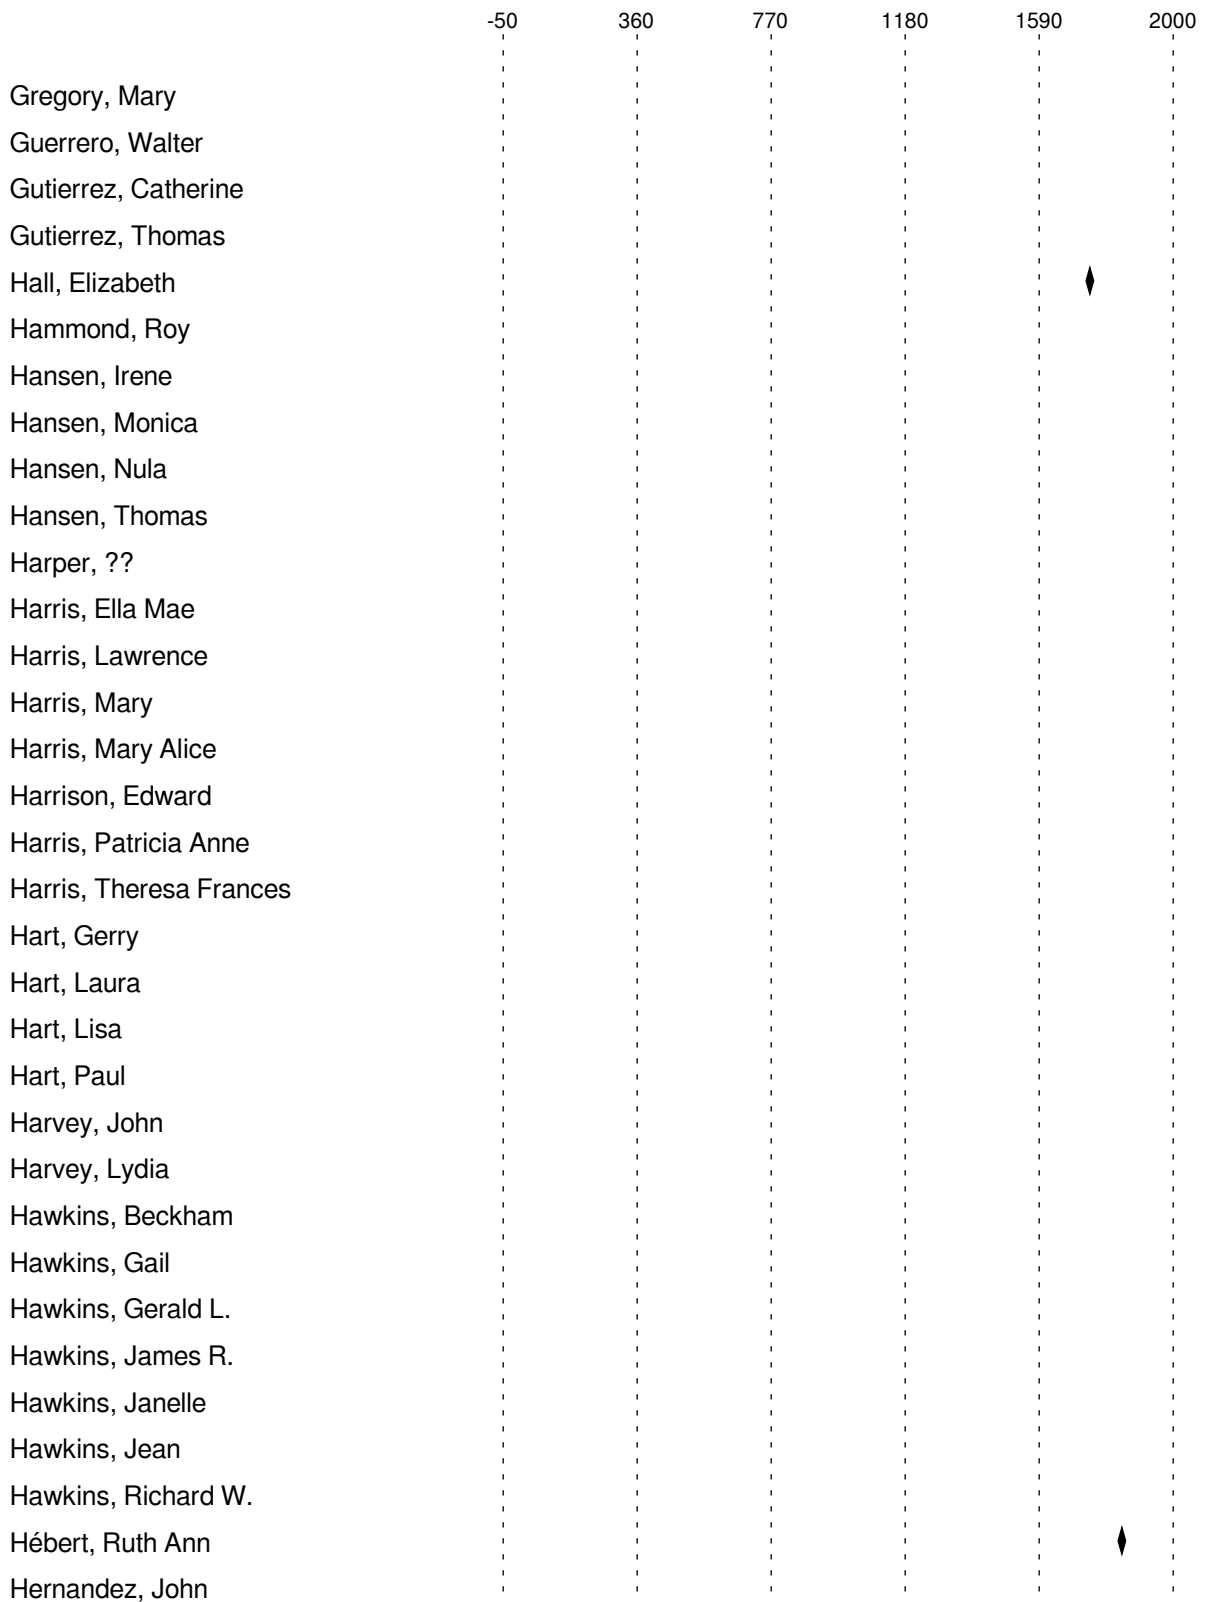 -50 360 770 1180 1590 2000
Gregory, Mary
Guerrero, Walter
Gutierrez, Catherine
Gutierrez, Thomas
Hall, Elizabeth
Hammond, Roy
Hansen, Irene
Hansen, Monica
Hansen, Nula
Hansen, Thomas
Harper, ??
Harris, Ella Mae
Harris, Lawrence
Harris, Mary
Harris, Mary Alice
Harrison, Edward
Harris, Patricia Anne
Harris, Theresa Frances
Hart, Gerry
Hart, Laura
Hart, Lisa
Hart, Paul
Harvey, John
Harvey, Lydia
Hawkins, Beckham
Hawkins, Gail
Hawkins, Gerald L.
Hawkins, James R.
Hawkins, Janelle
Hawkins, Jean
Hawkins, Richard W.
Hébert, Ruth Ann
Hernandez, John